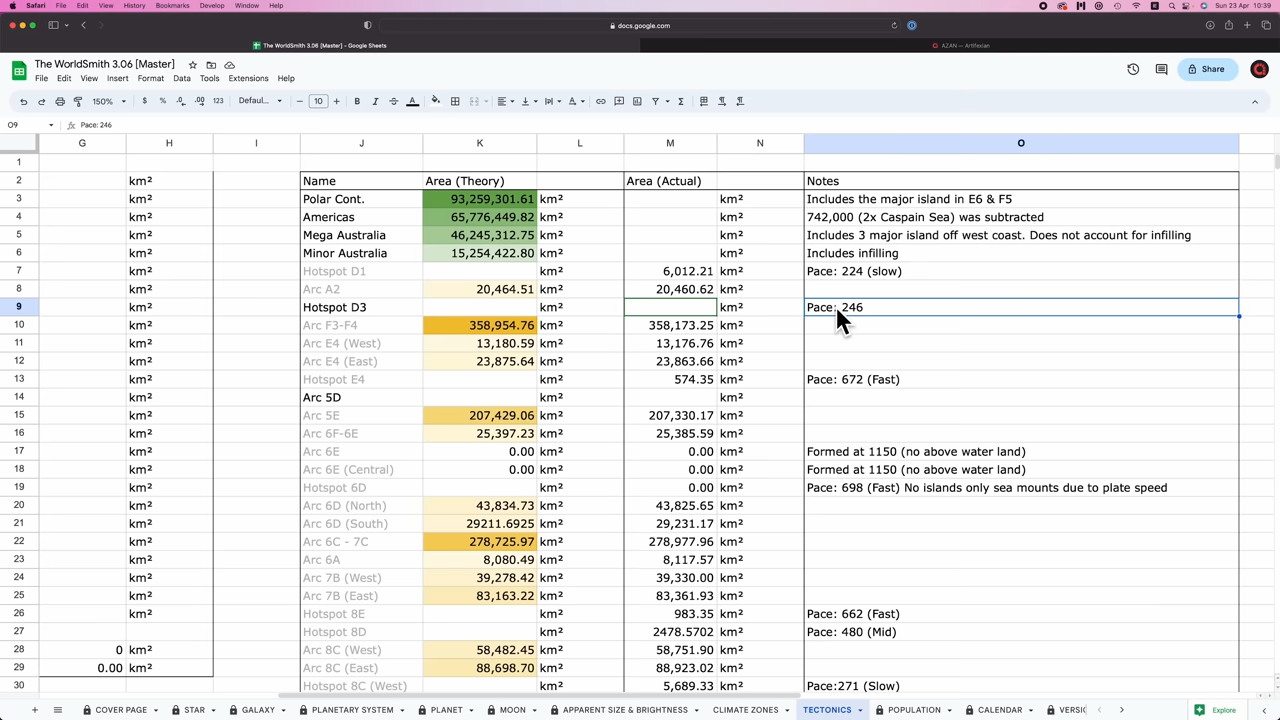 Safari File Edit View History Bookmarks Develop Window Help Sun 23 Apr 10:39
docs.google.com
The WorldSmith 3.06 [Master] - Google Sheets AZAN — Artifexian
The WorldSmith 3.06 [Master]
File Edit View Insert Format Data Tools Extensions Help Share
150% $ % .0 .00 123 Defaul... − 10 + B I A
O9 fx Pace: 246
G H I J K L M N O
1
2 km² Name Area (Theory) Area (Actual) Notes
3 km² Polar Cont. 93,259,301.61 km² km² Includes the major island in E6 & F5
4 km² Americas 65,776,449.82 km² km² 742,000 (2x Caspain Sea) was subtracted
5 km² Mega Australia 46,245,312.75 km² km² Includes 3 major island off west coast. Does not account for infilling
6 km² Minor Australia 15,254,422.80 km² km² Includes infilling
7 km² Hotspot D1 km² 6,012.21 km² Pace: 224 (slow)
8 km² Arc A2 20,464.51 km² 20,460.62 km²
9 km² Hotspot D3 km² km² Pace: 246
10 km² Arc F3-F4 358,954.76 km² 358,173.25 km²
11 km² Arc E4 (West) 13,180.59 km² 13,176.76 km²
12 km² Arc E4 (East) 23,875.64 km² 23,863.66 km²
13 km² Hotspot E4 km² 574.35 km² Pace: 672 (Fast)
14 km² Arc 5D km² km²
15 km² Arc 5E 207,429.06 km² 207,330.17 km²
16 km² Arc 6F-6E 25,397.23 km² 25,385.59 km²
17 km² Arc 6E 0.00 km² 0.00 km² Formed at 1150 (no above water land)
18 km² Arc 6E (Central) 0.00 km² 0.00 km² Formed at 1150 (no above water land)
19 km² Hotspot 6D km² 0.00 km² Pace: 698 (Fast) No islands only sea mounts due to plate speed
20 km² Arc 6D (North) 43,834.73 km² 43,825.65 km²
21 km² Arc 6D (South) 29211.6925 km² 29,231.17 km²
22 km² Arc 6C - 7C 278,725.97 km² 278,977.96 km²
23 km² Arc 6A 8,080.49 km² 8,117.57 km²
24 km² Arc 7B (West) 39,278.42 km² 39,330.00 km²
25 km² Arc 7B (East) 83,163.22 km² 83,361.93 km²
26 km² Hotspot 8E km² 983.35 km² Pace: 662 (Fast)
27 Hotspot 8D km² 2478.5702 km² Pace: 480 (Mid)
28 0 km² Arc 8C (West) 58,482.45 km² 58,751.90 km²
29 0.00 km² Arc 8C (East) 88,698.70 km² 88,923.02 km²
30 Hotspot 8C (West) km² 5,689.33 km² Pace:271 (Slow)
COVER PAGE STAR GALAXY PLANETARY SYSTEM PLANET MOON APPARENT SIZE & BRIGHTNESS CLIMATE ZONES TECTONICS POPULATION CALENDAR VERSI Explore